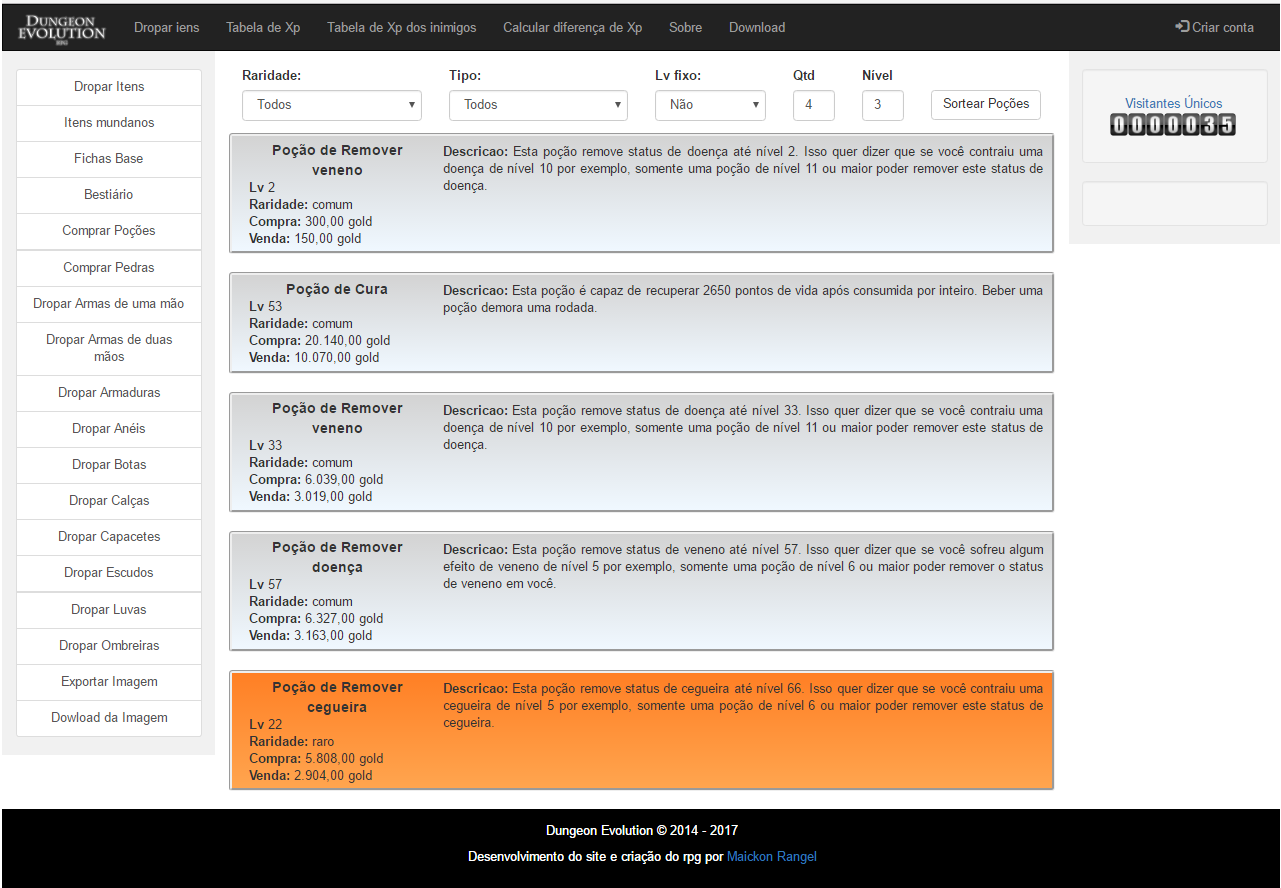 DUNGEON
EVOLUTION
RPG
Dropar iens
Tabela de Xp
Tabela de Xp dos inimigos
Calcular diferença de Xp
Sobre
Download
Criar conta
Dropar Itens
Itens mundanos
Fichas Base
Bestiário
Comprar Poções
Comprar Pedras
Dropar Armas de uma mão
Dropar Armas de duas
mãos
Dropar Armaduras
Dropar Anéis
Dropar Botas
Dropar Calças
Dropar Capacetes
Dropar Escudos
Dropar Luvas
Dropar Ombreiras
Exportar Imagem
Dowload da Imagem
Raridade:
Todos
Tipo:
Todos
Lv fixo:
Não
Qtd
4
Nível
3
Sortear Poções
Poção de Remover
veneno
Lv 2
Raridade: comum
Compra: 300,00 gold
Venda: 150,00 gold
Descricao: Esta poção remove status de doença até nível 2. Isso quer dizer que se você contraiu uma
doença de nível 10 por exemplo, somente uma poção de nível 11 ou maior poder remover este status de
doença.
Poção de Cura
Lv 53
Raridade: comum
Compra: 20.140,00 gold
Venda: 10.070,00 gold
Descricao: Esta poção é capaz de recuperar 2650 pontos de vida após consumida por inteiro. Beber uma
poção demora uma rodada.
Poção de Remover
veneno
Lv 33
Raridade: comum
Compra: 6.039,00 gold
Venda: 3.019,00 gold
Descricao: Esta poção remove status de doença até nível 33. Isso quer dizer que se você contraiu uma
doença de nível 10 por exemplo, somente uma poção de nível 11 ou maior poder remover este status de
doença.
Poção de Remover
doença
Lv 57
Raridade: comum
Compra: 6.327,00 gold
Venda: 3.163,00 gold
Descricao: Esta poção remove status de veneno até nível 57. Isso quer dizer que se você sofreu algum
efeito de veneno de nível 5 por exemplo, somente uma poção de nível 6 ou maior poder remover o status
de veneno em você.
Poção de Remover
cegueira
Lv 22
Raridade: raro
Compra: 5.808,00 gold
Venda: 2.904,00 gold
Descricao: Esta poção remove status de cegueira até nível 66. Isso quer dizer que se você contraiu uma
cegueira de nível 5 por exemplo, somente uma poção de nível 6 ou maior poder remover este status de
cegueira.
Visitantes Únicos
0000035
Dungeon Evolution © 2014 - 2017
Desenvolvimento do site e criação do rpg por Maickon Rangel